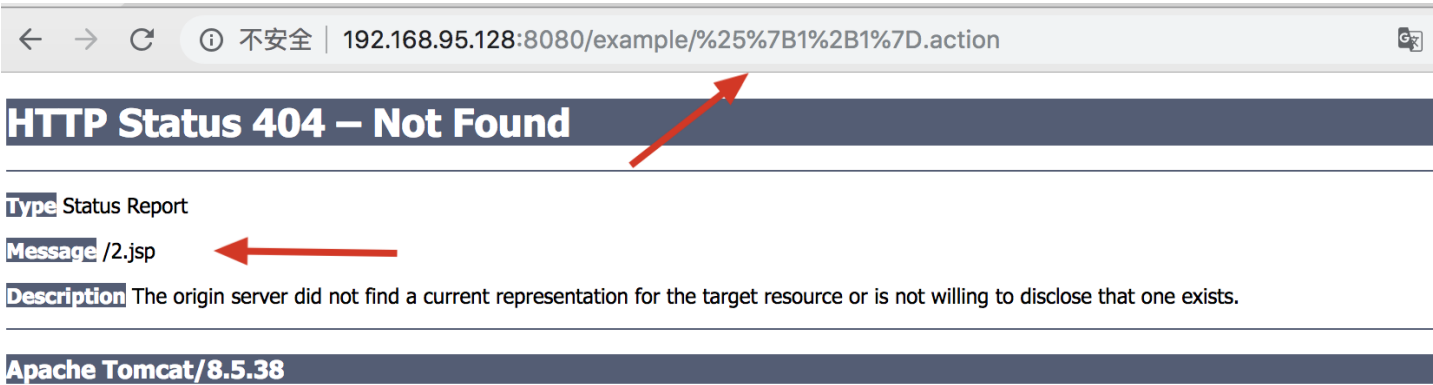 不安全 192.168.95.128:8080/example/%25%7B1%2B1%7D.action
HTTP Status 404 – Not Found
Type Status Report
Message /2.jsp
Description The origin server did not find a current representation for the target resource or is not willing to disclose that one exists.
Apache Tomcat/8.5.38